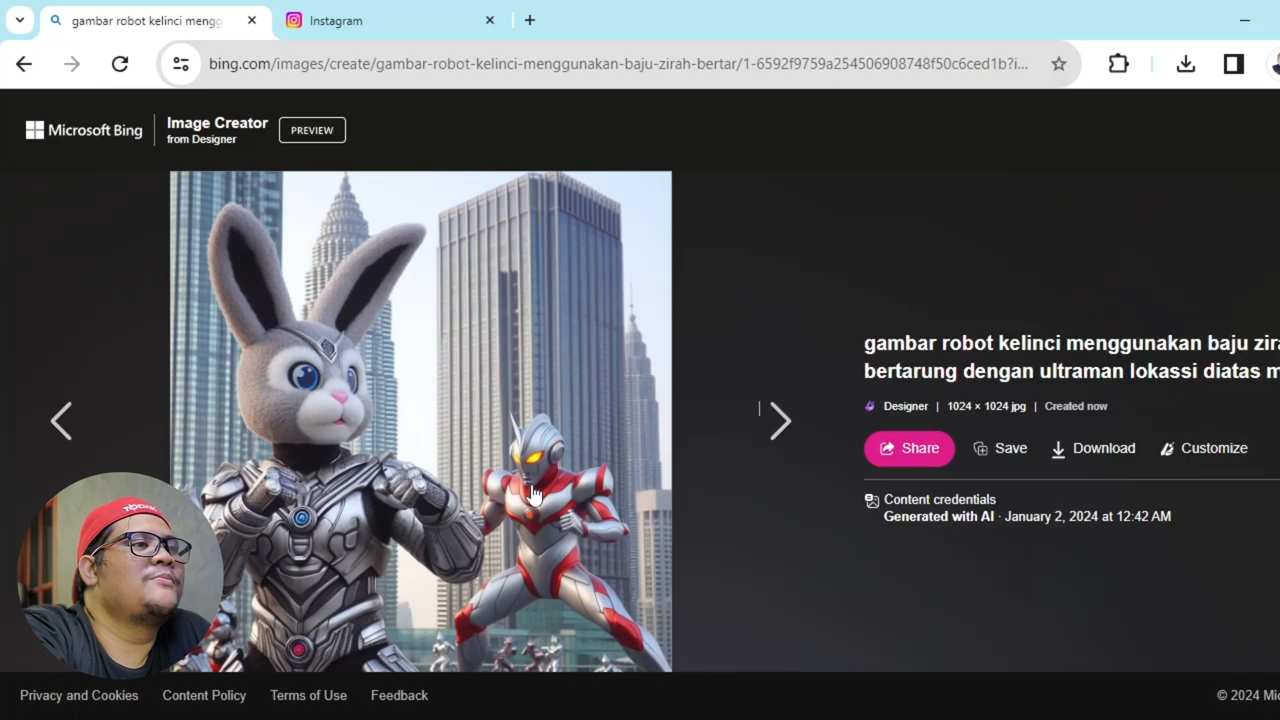 gambar robot kelinci mengg
Instagram
bing.com/images/create/gambar-robot-kelinci-menggunakan-baju-zirah-bertar/1-6592f9759a254506908748f50c6ced1b?i...
Microsoft Bing
Image Creator
from Designer
PREVIEW
gambar robot kelinci menggunakan baju zira
bertarung dengan ultraman lokassi diatas m
Designer | 1024 × 1024 jpg | Created now
Share
Save
Download
Customize
Content credentials
Generated with AI · January 2, 2024 at 12:42 AM
Privacy and Cookies
Content Policy
Terms of Use
Feedback
© 2024 Mic